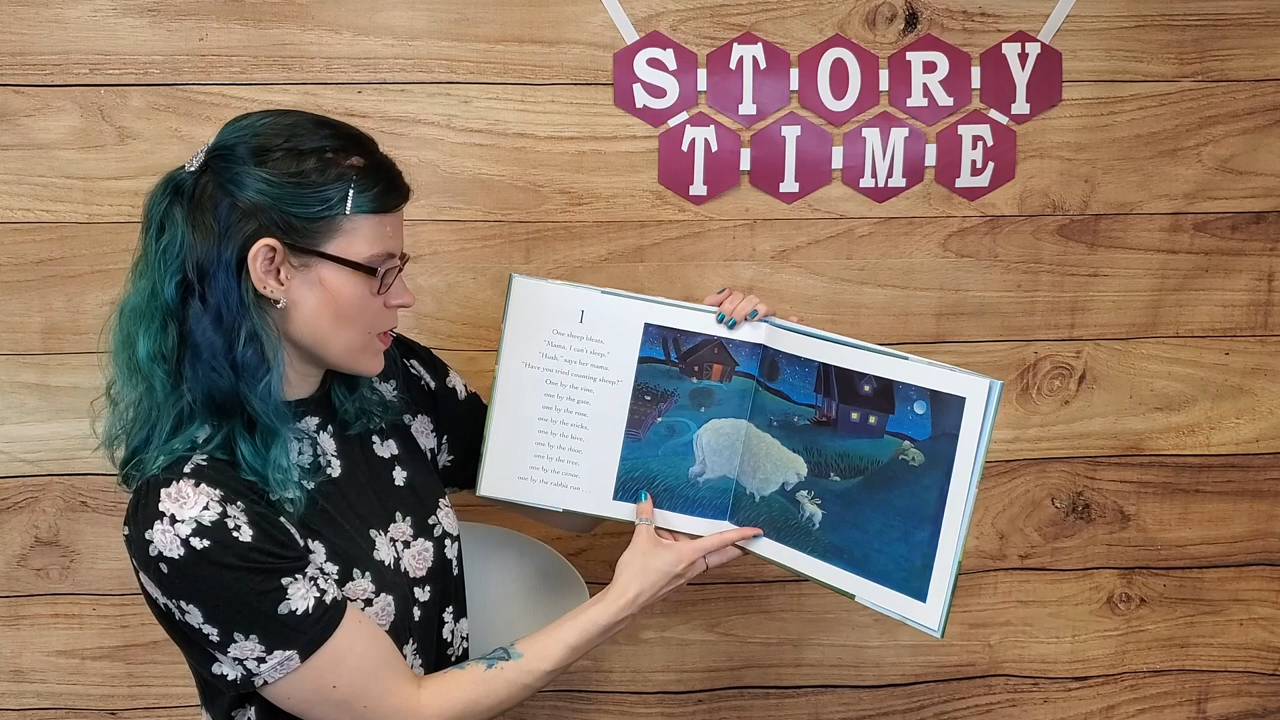 STORY
TIME
1
One sheep bleats,
"Mama, I can't sleep."
"Hush," says her mama.
"Have you tried counting sheep?"
One by the vine,
one by the gate,
one by the rose,
one by the sticks,
one by the hive,
one by the door,
one by the tree,
one by the canoe,
one by the rabbit run . . .